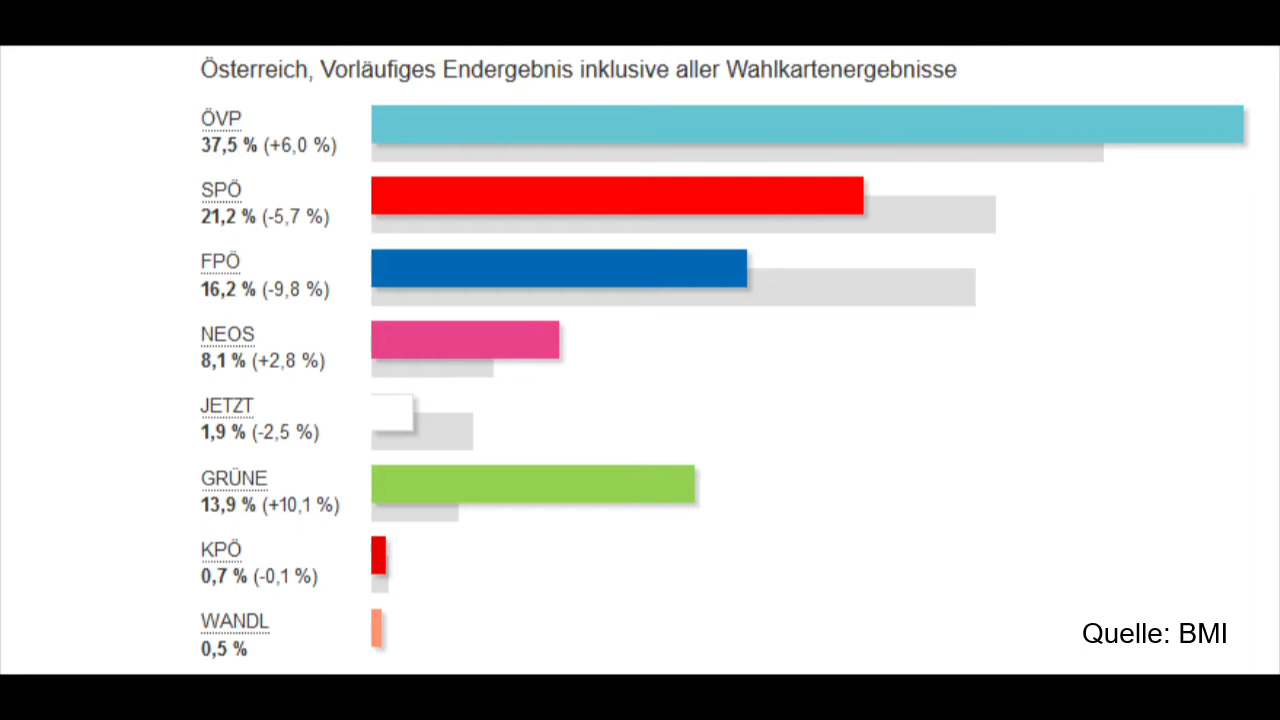 Österreich, Vorläufiges Endergebnis inklusive aller Wahlkartenergebnisse
ÖVP
37,5 % (+6,0 %)
SPÖ
21,2 % (-5,7 %)
FPÖ
16,2 % (-9,8 %)
NEOS
8,1 % (+2,8 %)
JETZT
1,9 % (-2,5 %)
GRÜNE
13,9 % (+10,1 %)
KPÖ
0,7 % (-0,1 %)
WANDL
0,5 %
Quelle: BMI